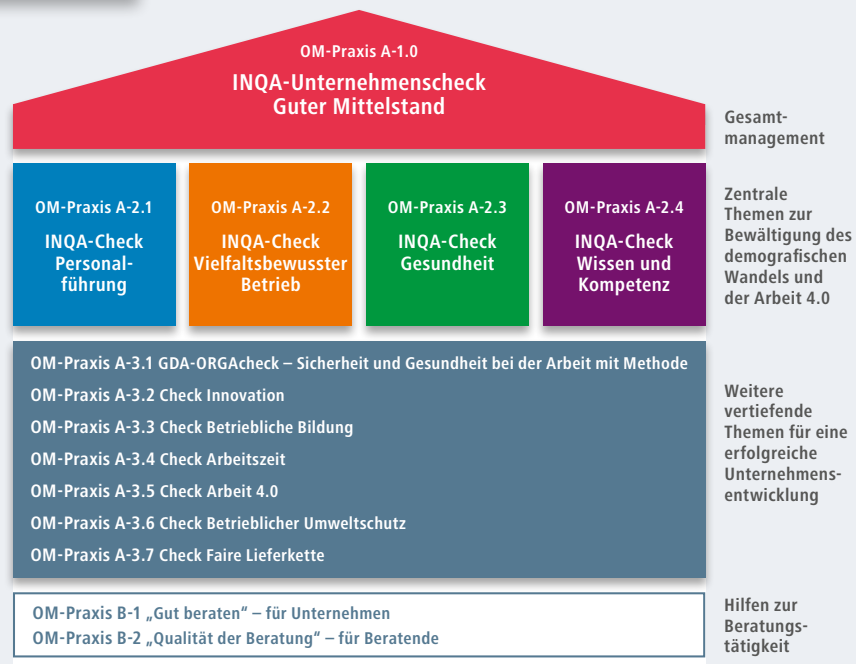 OM-Praxis A-1.0
INQA-Unternehmenscheck
Guter Mittelstand
Gesamt-
management
OM-Praxis A-2.1
INQA-Check
Personal-
führung
OM-Praxis A-2.2
INQA-Check
Vielfaltsbewusster
Betrieb
OM-Praxis A-2.3
INQA-Check
Gesundheit
OM-Praxis A-2.4
INQA-Check
Wissen und
Kompetenz
Zentrale
Themen zur
Bewältigung des
demografischen
Wandels und
der Arbeit 4.0
OM-Praxis A-3.1 GDA-ORGAcheck – Sicherheit und Gesundheit bei der Arbeit mit Methode
OM-Praxis A-3.2 Check Innovation
OM-Praxis A-3.3 Check Betriebliche Bildung
OM-Praxis A-3.4 Check Arbeitszeit
OM-Praxis A-3.5 Check Arbeit 4.0
OM-Praxis A-3.6 Check Betrieblicher Umweltschutz
OM-Praxis A-3.7 Check Faire Lieferkette
Weitere
vertiefende
Themen für eine
erfolgreiche
Unternehmens-
entwicklung
OM-Praxis B-1 „Gut beraten“ – für Unternehmen
OM-Praxis B-2 „Qualität der Beratung“ – für Beratende
Hilfen zur
Beratungs-
tätigkeit